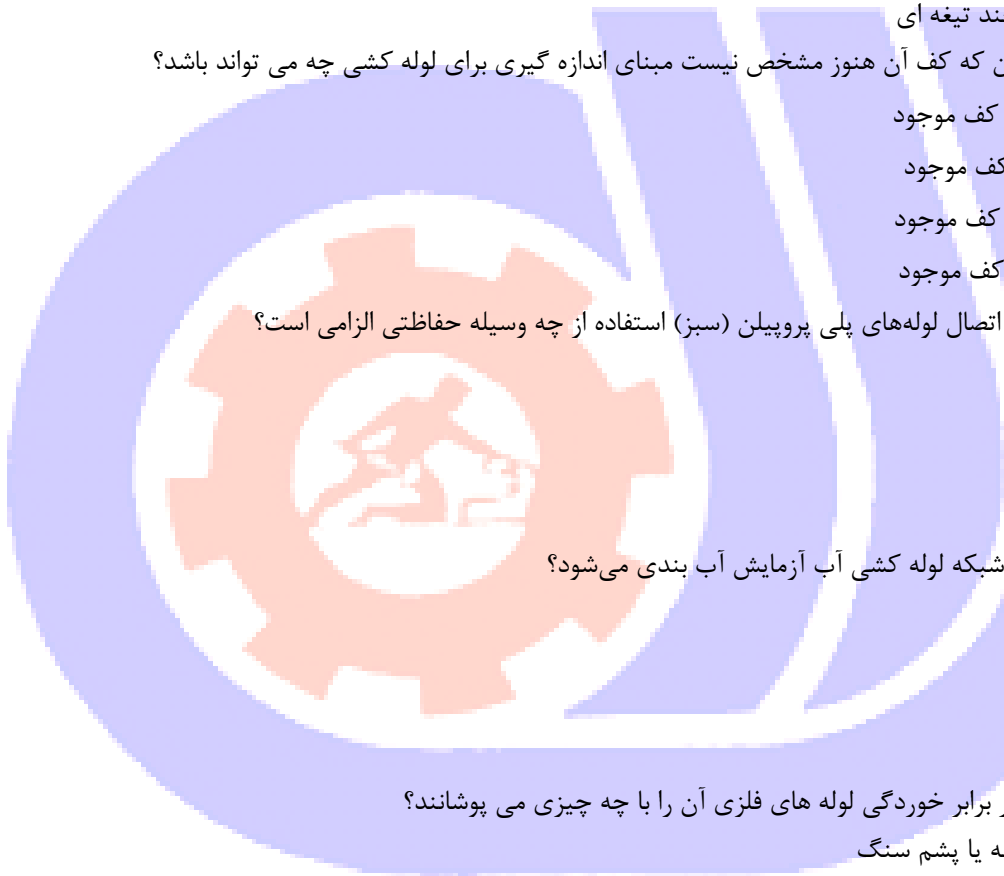 ند تیغه ای
ن که کف آن هنوز مشخص نیست مبنای اندازه گیری برای لوله کشی چه می تواند باشد؟
کف موجود
کف موجود
کف موجود
کف موجود
اتصال لوله‌های پلی پروپیلن (سبز) استفاده از چه وسیله حفاظتی الزامی است؟
شبکه لوله کشی آب آزمایش آب بندی می‌شود؟
ر برابر خوردگی لوله های فلزی آن را با چه چیزی می پوشانند؟
ه یا پشم سنگ